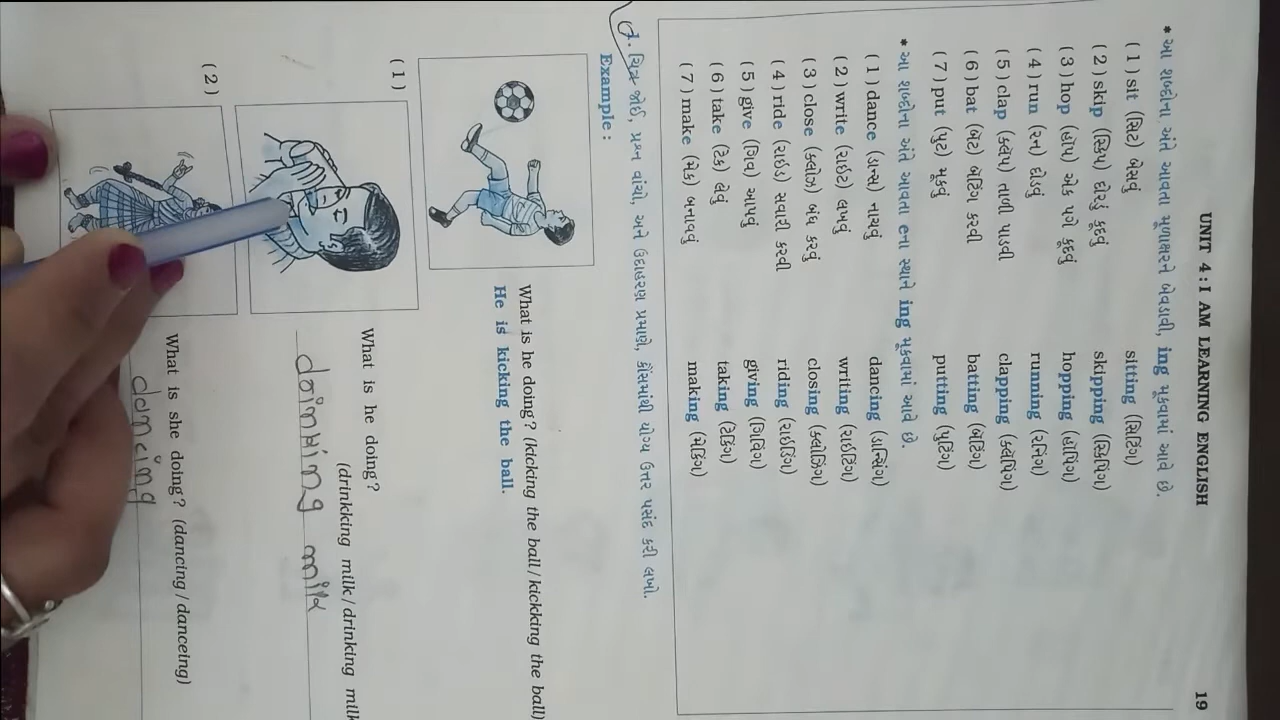 UNIT 4 : I AM LEARNING ENGLISH 19
* આ શબ્દોના અંતે આવતા મૂળાક્ષરને બેવડાવી, ing મૂકવામાં આવે છે.
(1) sit (સિટ) બેસવું sitting (સિટિંગ)
(2) skip (સ્કિપ) દોરડું કૂદવું skipping (સ્કિપિંગ)
(3) hop (હૉપ) એક પગે કૂદવું hopping (હૉપિંગ)
(4) run (રન) દોડવું running (રનિંગ)
(5) clap (ક્લૅપ) તાળી પાડવી clapping (ક્લૅપિંગ)
(6) bat (બૅટ) બૅટિંગ કરવી batting (બૅટિંગ)
(7) put (પુટ) મૂકવું putting (પુટિંગ)
* આ શબ્દોના અંતે આવતા eના સ્થાને ing મૂકવામાં આવે છે.
(1) dance (ડાન્સ) નાચવું dancing (ડાન્સિંગ)
(2) write (રાઇટ) લખવું writing (રાઇટિંગ)
(3) close (ક્લોઝ) બંધ કરવું closing (ક્લોઝિંગ)
(4) ride (રાઇડ) સવારી કરવી riding (રાઇડિંગ)
(5) give (ગિવ) આપવું giving (ગિવિંગ)
(6) take (ટેક) લેવું taking (ટેકિંગ)
(7) make (મેક) બનાવવું making (મેકિંગ)
ચિત્ર જોઈ, પ્રશ્ન વાંચો, અને ઉદાહરણ પ્રમાણે, કૌંસમાંથી યોગ્ય ઉત્તર પસંદ કરી લખો.
Example :
What is he doing? (kicking the ball / kickking the ball)
He is kicking the ball.
(1) What is he doing?
(drinkking milk / drinking milk
doinking milk
(2) What is she doing? (dancing / danceing)
dancing